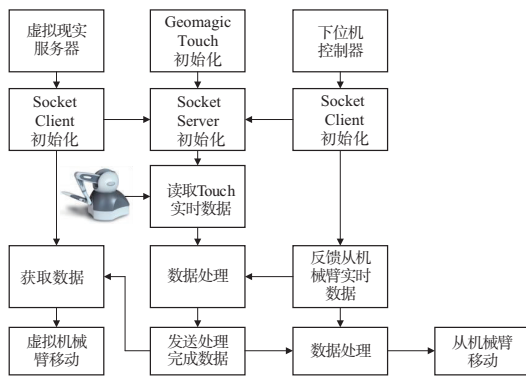 虚拟现实
服务器
Geomagic
Touch
初始化
下位机
控制器
Socket
Client
初始化
Socket
Server
初始化
Socket
Client
初始化
读取Touch
实时数据
获取数据
数据处理
反馈从机
械臂实时
数据
虚拟机械
臂移动
发送处理
完成数据
数据处理
从机械臂
移动